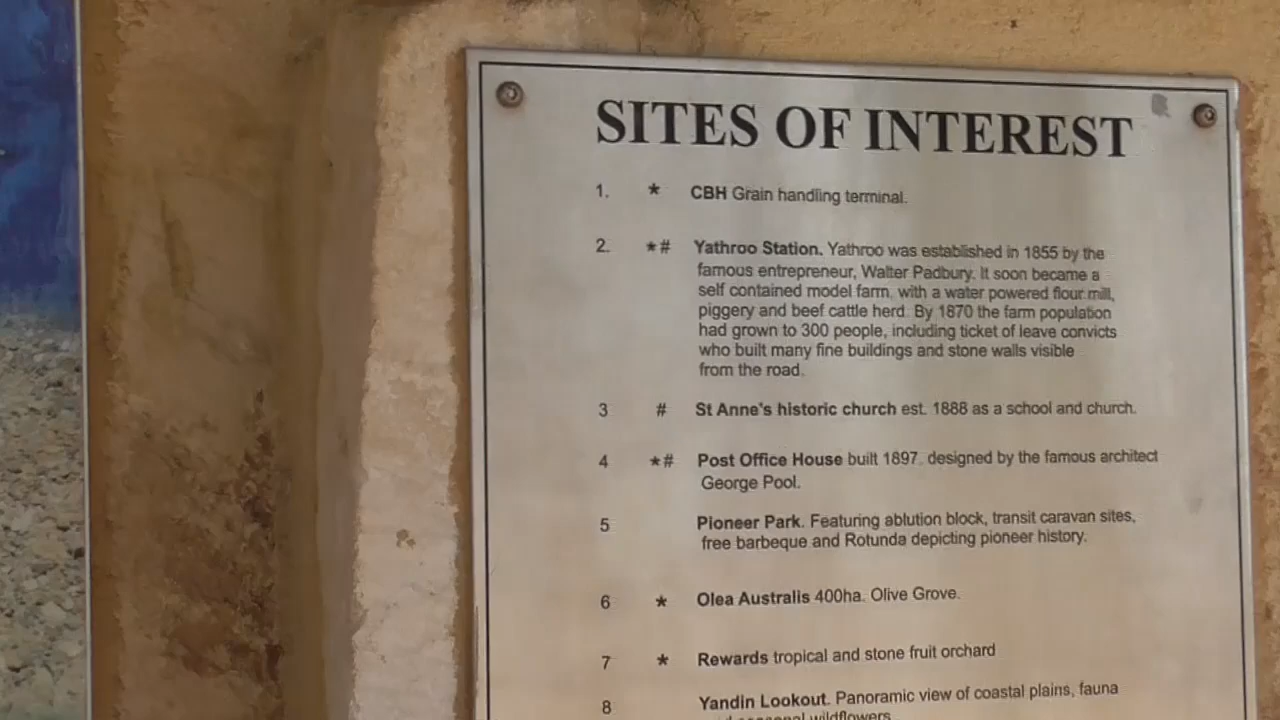 SITES OF INTEREST
1. * CBH Grain handling terminal.
2. *# Yathroo Station. Yathroo was established in 1855 by the
famous entrepreneur, Walter Padbury. It soon became a
self contained model farm, with a water powered flour mill,
piggery and beef cattle herd. By 1870 the farm population
had grown to 300 people, including ticket of leave convicts
who built many fine buildings and stone walls visible
from the road.
3 # St Anne's historic church est. 1888 as a school and church.
4 *# Post Office House built 1897, designed by the famous architect
George Pool.
5 Pioneer Park. Featuring ablution block, transit caravan sites,
free barbeque and Rotunda depicting pioneer history.
6 * Olea Australis 400ha. Olive Grove.
7 * Rewards tropical and stone fruit orchard
8 Yandin Lookout. Panoramic view of coastal plains, fauna
wildflowers